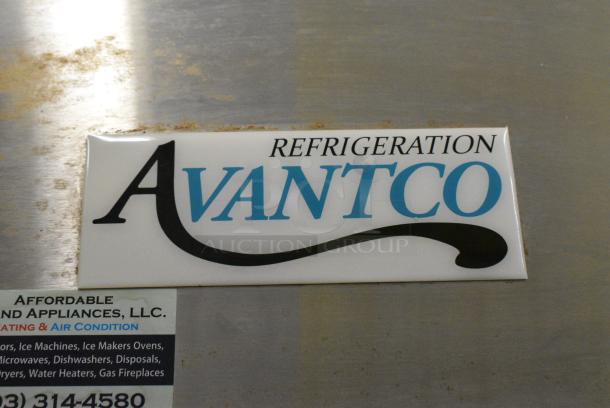 REFRIGERATION
AVANTCO
AUCTION GROUP
AFFORDABLE
ND APPLIANCES, LLC.
ATING & AIR CONDITION
ors, Ice Machines, Ice Makers Ovens,
Microwaves, Dishwashers, Disposals,
Dryers, Water Heaters, Gas Fireplaces
03) 314-4580